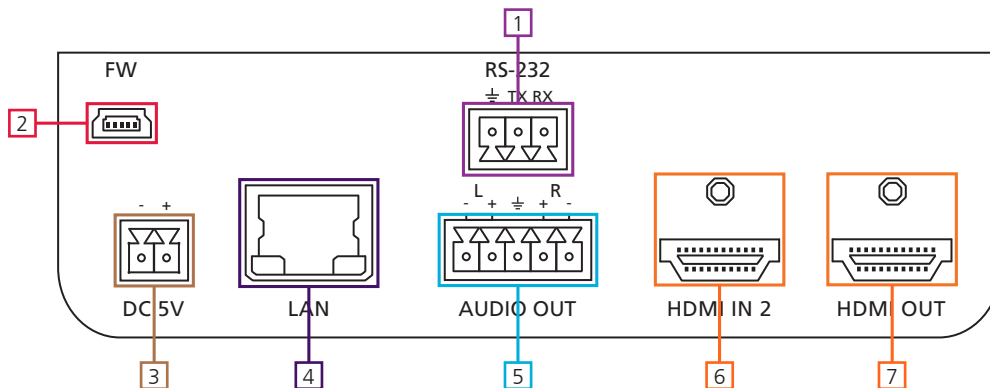 1
FW
RS-232
⏚ TX RX
2
L R
- + ⏚ + -
- +
DC 5V
LAN
AUDIO OUT
HDMI IN 2
HDMI OUT
3
4
5
6
7